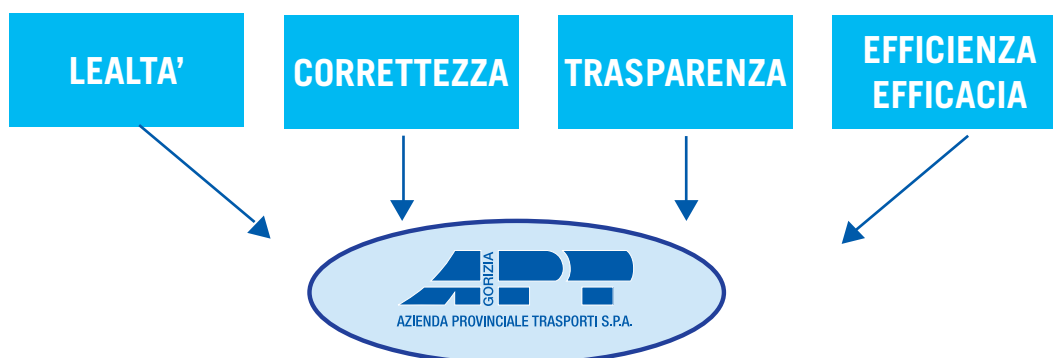 LEALTA’
CORRETTEZZA
TRASPARENZA
EFFICIENZA
EFFICACIA
APT
GORIZIA
AZIENDA PROVINCIALE TRASPORTI S.P.A.